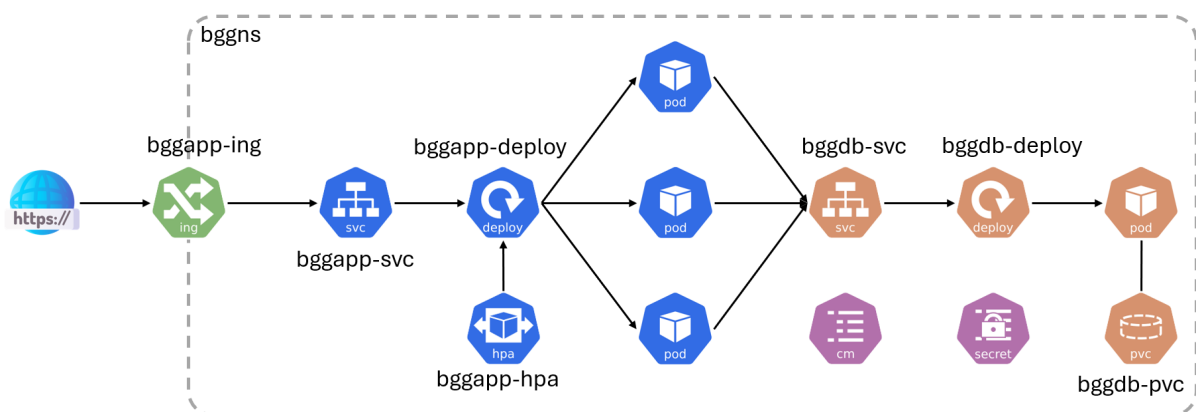 bggns
pod
bggapp-ing
bggapp-deploy
bggdb-svc
bggdb-deploy
https://
ing
svc
deploy
pod
svc
deploy
pod
bggapp-svc
hpa
pod
cm
secret
pvc
bggapp-hpa
bggdb-pvc